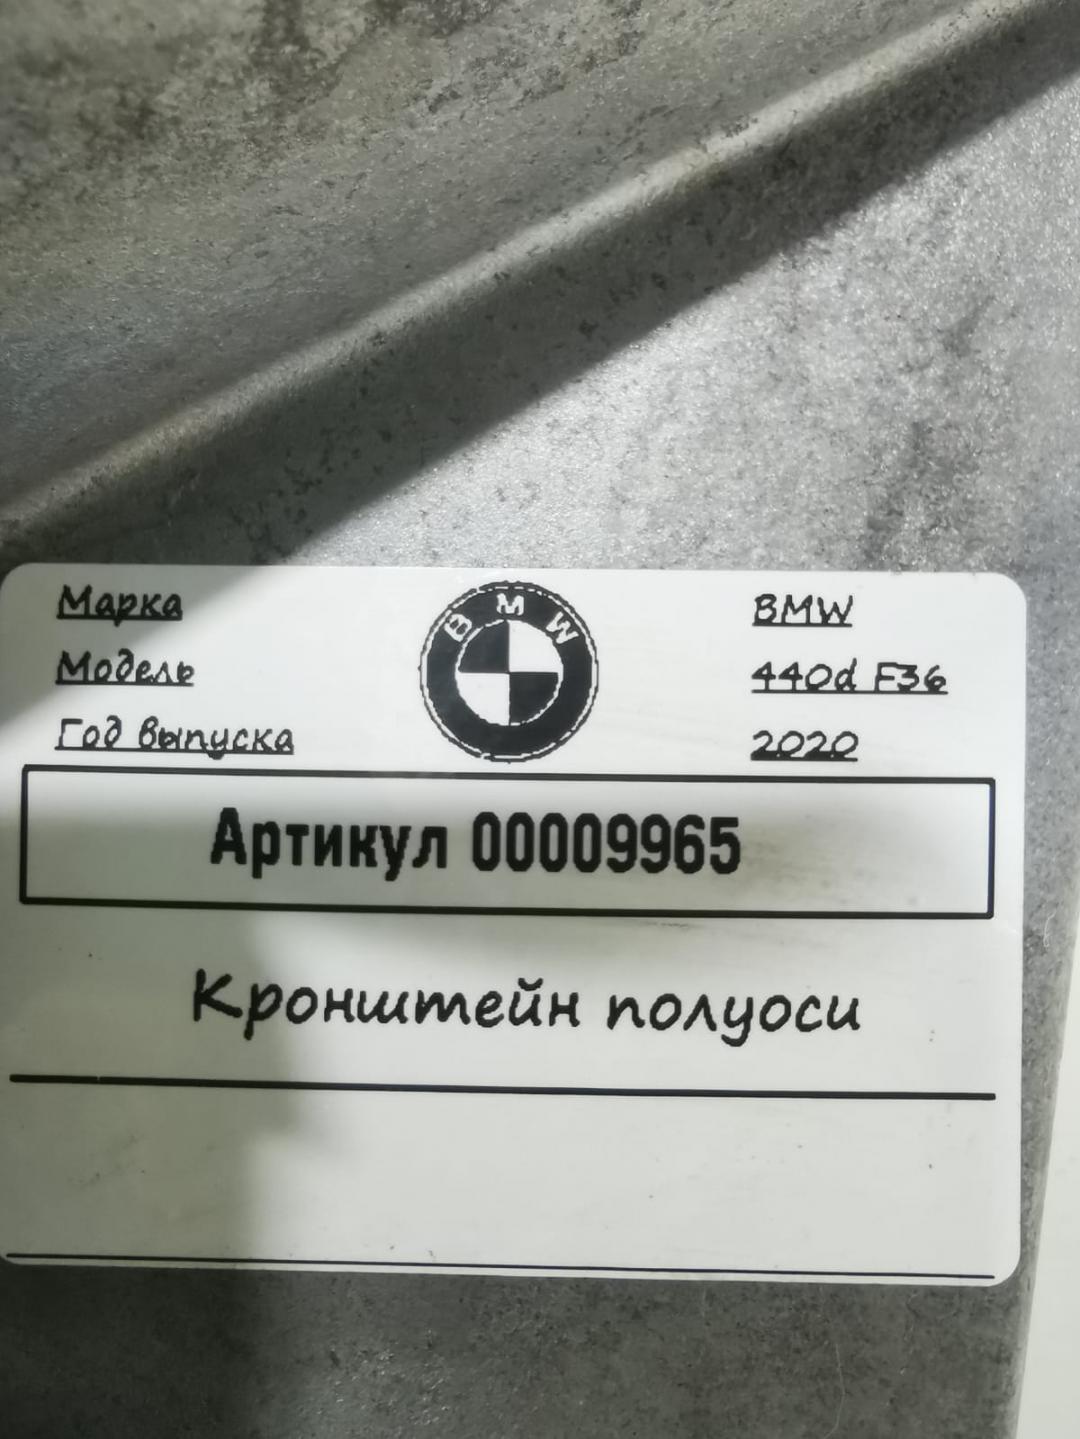 Марка BMW BMW
Модель 440d F36
Год выпуска 2020
Артикул 00009965
Кронштейн полуоси